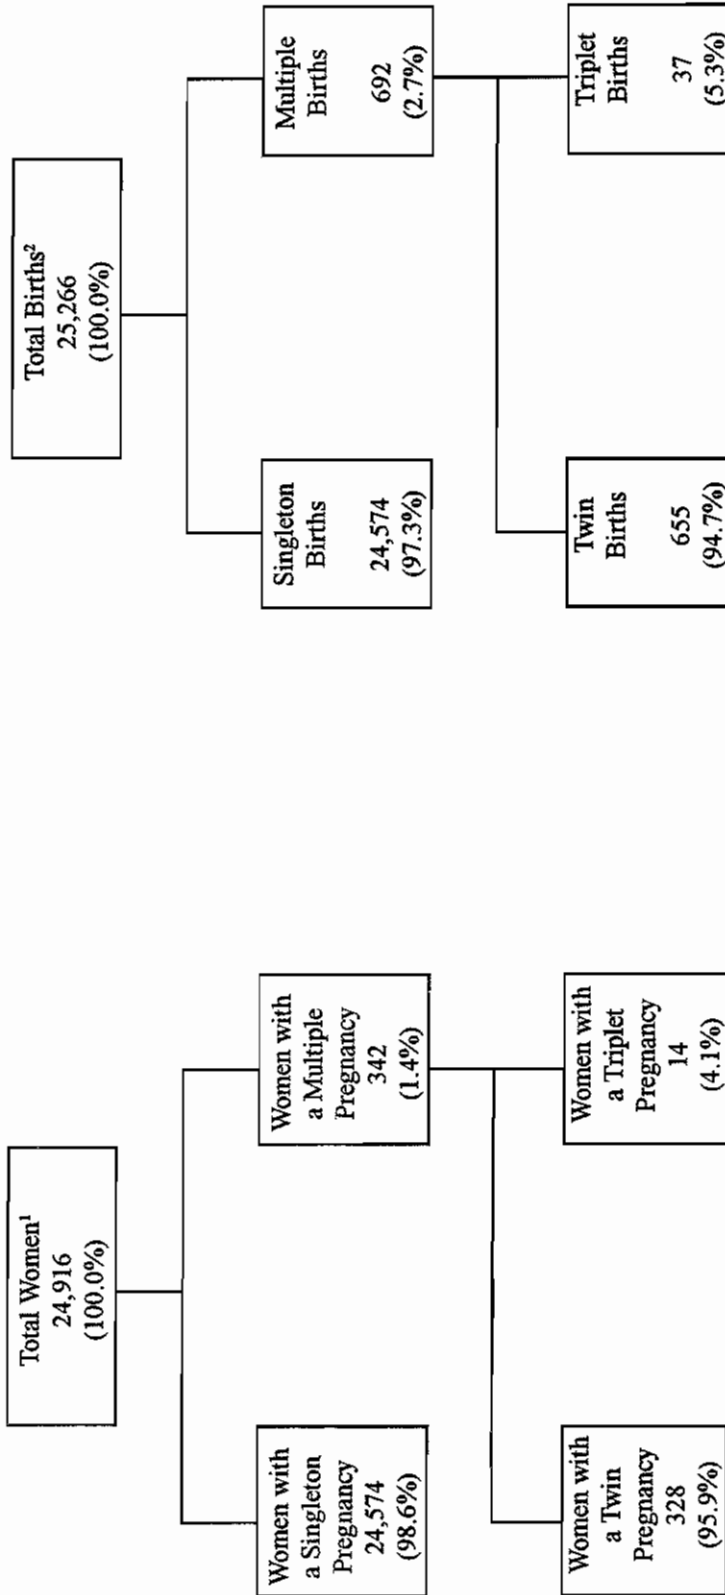 Total Women¹
24,916
(100.0%)
Women with
a Singleton
Pregnancy
24,574
(98.6%)
Women with
a Multiple
Pregnancy
342
(1.4%)
Women with
a Twin
Pregnancy
328
(95.9%)
Women with
a Triplet
Pregnancy
14
(4.1%)
Total Births²
25,266
(100.0%)
Singleton
Births
24,574
(97.3%)
Multiple
Births
692
(2.7%)
Twin
Births
655
(94.7%)
Triplet
Births
37
(5.3%)